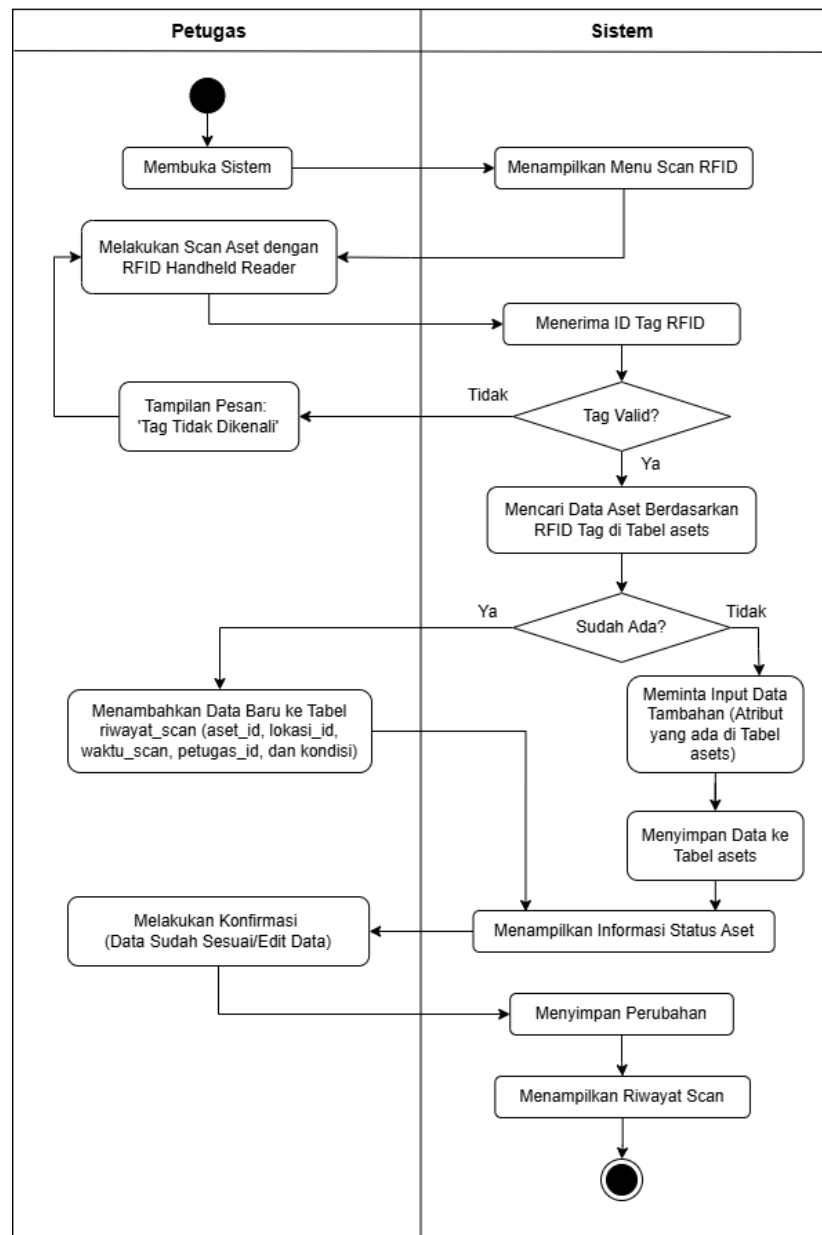 Petugas
Sistem
Membuka Sistem
Menampilkan Menu Scan RFID
Melakukan Scan Aset dengan
RFID Handheld Reader
Menerima ID Tag RFID
Tag Valid?
Tidak
Tampilan Pesan:
'Tag Tidak Dikenali'
Ya
Mencari Data Aset Berdasarkan
RFID Tag di Tabel asets
Sudah Ada?
Ya
Tidak
Menambahkan Data Baru ke Tabel
riwayat_scan (aset_id, lokasi_id,
waktu_scan, petugas_id, dan kondisi)
Meminta Input Data
Tambahan (Atribut
yang ada di Tabel
asets)
Menyimpan Data ke
Tabel asets
Menampilkan Informasi Status Aset
Melakukan Konfirmasi
(Data Sudah Sesuai/Edit Data)
Menyimpan Perubahan
Menampilkan Riwayat Scan